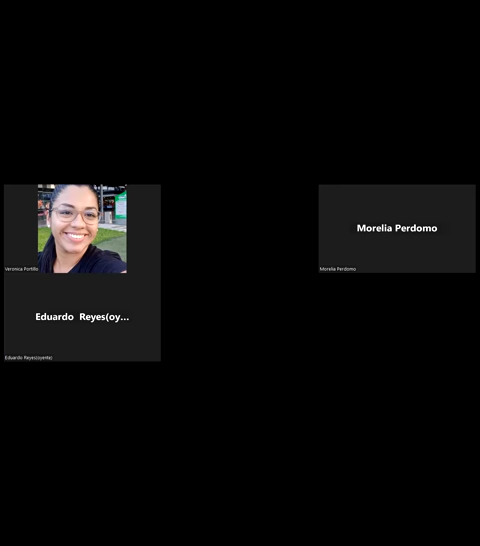 Veronica Portillo
Morelia Perdomo
Morelia Perdomo
Eduardo Reyes(oy...
Eduardo Reyes(oyente)